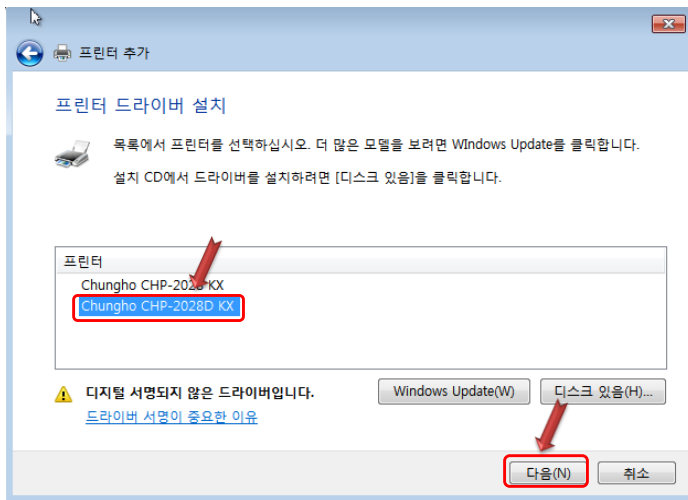 프린터 추가
프린터 드라이버 설치
목록에서 프린터를 선택하십시오. 더 많은 모델을 보려면 WIndows Update를 클릭합니다.
설치 CD에서 드라이버를 설치하려면 [디스크 있음]을 클릭합니다.
프린터
Chungho CHP-2028 KX
Chungho CHP-2028D KX
디지털 서명되지 않은 드라이버입니다.
드라이버 서명이 중요한 이유
Windows Update(W)
디스크 있음(H)...
다음(N)
취소